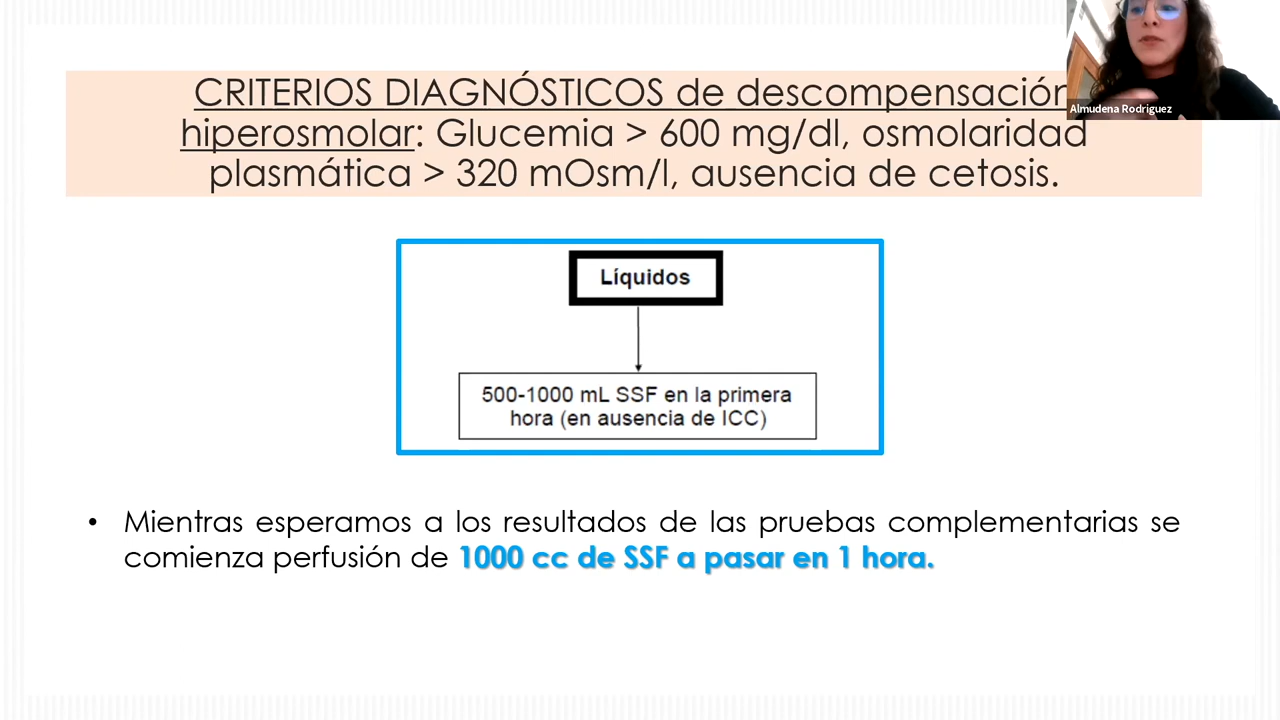 CRITERIOS DIAGNÓSTICOS de descompensación
hiperosmolar: Glucemia > 600 mg/dl, osmolaridad
plasmática > 320 mOsm/l, ausencia de cetosis.
Almudena Rodriguez
Líquidos
500-1000 mL SSF en la primera
hora (en ausencia de ICC)
• Mientras esperamos a los resultados de las pruebas complementarias se
comienza perfusión de 1000 cc de SSF a pasar en 1 hora.